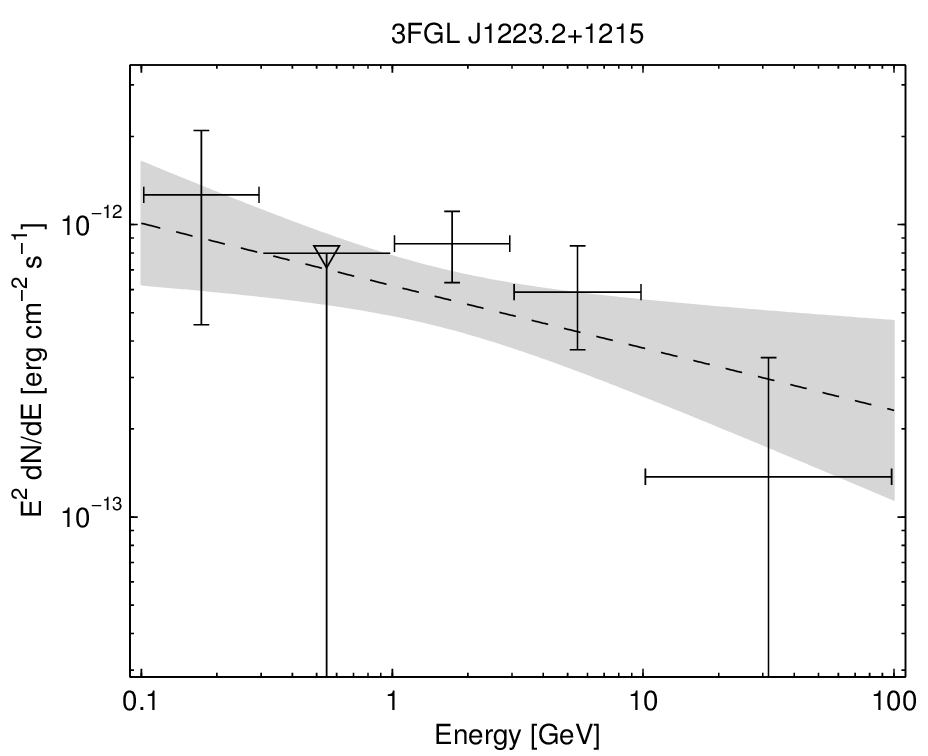 3FGL J1223.2+1215
E² dN/dE [erg cm⁻² s⁻¹]
10⁻¹²
10⁻¹³
0.1 1 10 100
Energy [GeV]